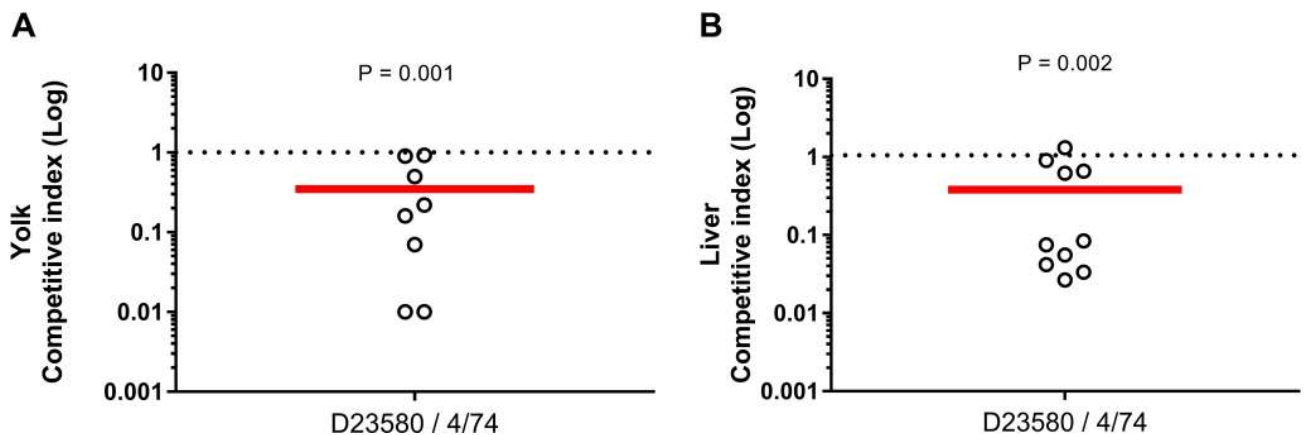 A
P = 0.001
Yolk
Competitive index (Log)
10
1
0.1
0.01
0.001
D23580 / 4/74
B
P = 0.002
Liver
Competitive index (Log)
10
1
0.1
0.01
0.001
D23580 / 4/74